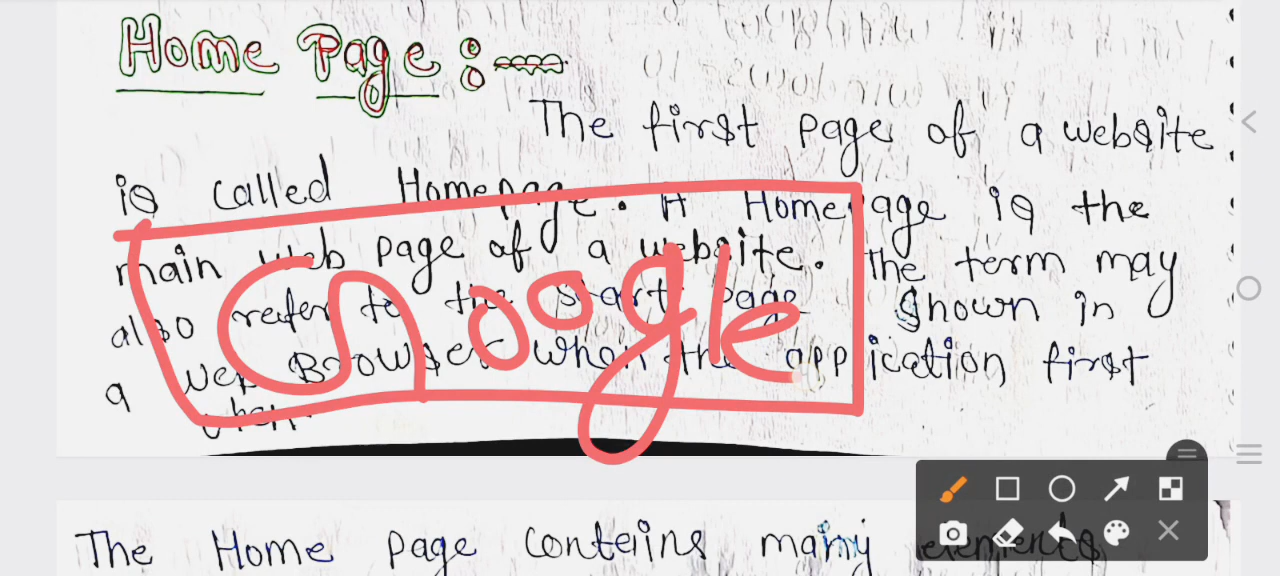 Home Page :-
The first page of a website
is called Homepage. A Homepage is the
main web page of a website. The term may
also refer to the start page shown in
a web Browser when the application first
when
Google
The Home page conteins many elements